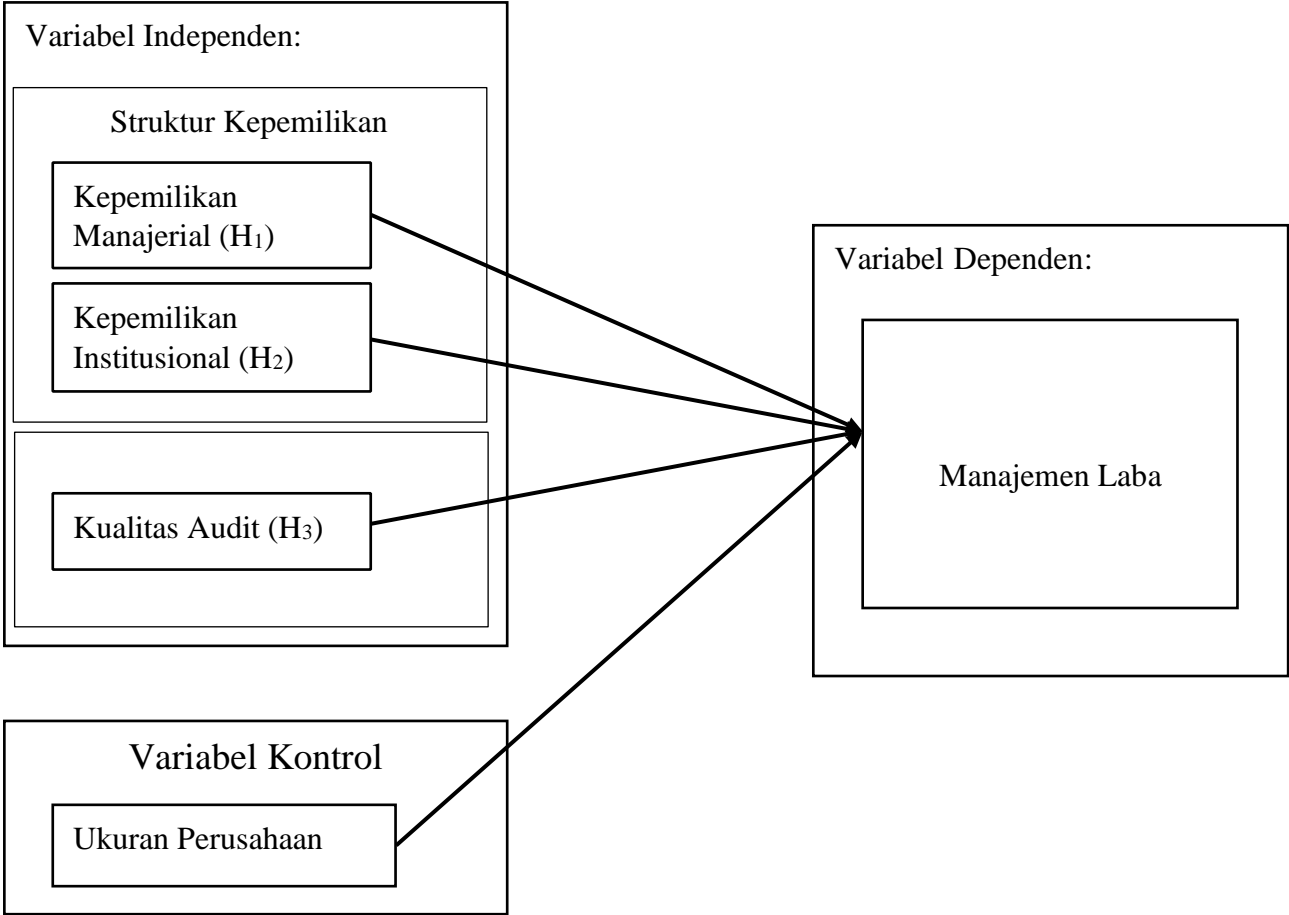 Variabel Independen:
Struktur Kepemilikan
Kepemilikan
Manajerial (H₁)
Kepemilikan
Institusional (H₂)
Kualitas Audit (H₃)
Variabel Kontrol
Ukuran Perusahaan
Variabel Dependen:
Manajemen Laba